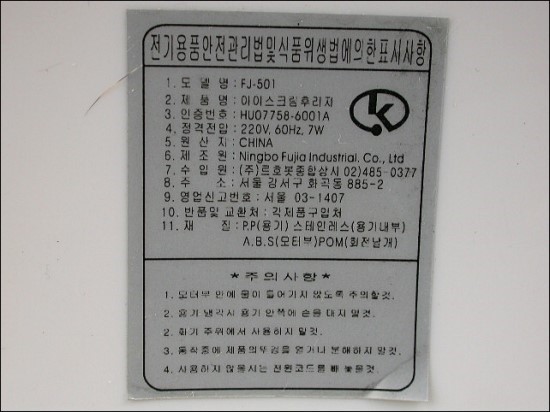 전기용품안전관리법및식품위생법에의한표시사항
1. 모 델 명 : FJ-501
2. 제 품 명 : 아이스크림후라지
3. 인증번호 : HU07758-6001A
4. 정격전압 : 220V, 60Hz, 7W
5. 원 산 지 : CHINA
6. 제 조 원 : Ningbo Fujia Industrial. Co., Ltd
7. 수 입 원 : (주)르호봇종합상사 02)485-0377
8. 주 소 : 서울 강서구 화곡동 885-2
9. 영업신고번호 : 서울 03-1407
10. 반품및교환처 : 각제품구입처
11. 재 질 : P.P(용기) 스테인레스(용기내부)
A.B.S(모터부)POM(회전날개)
* 주 의 사 항 *
1. 모터부 안에 물이 들어가지 않도록 주의할것.
2. 용기 냉각시 용기 안쪽에 손을 대지 말것.
2. 화기 주위에서 사용하지 말것.
3. 동작중에 제품의뚜껑을 열거나 분해하지 말것.
4. 사용하지 않을시는 전원코드를 빼 놓을것.